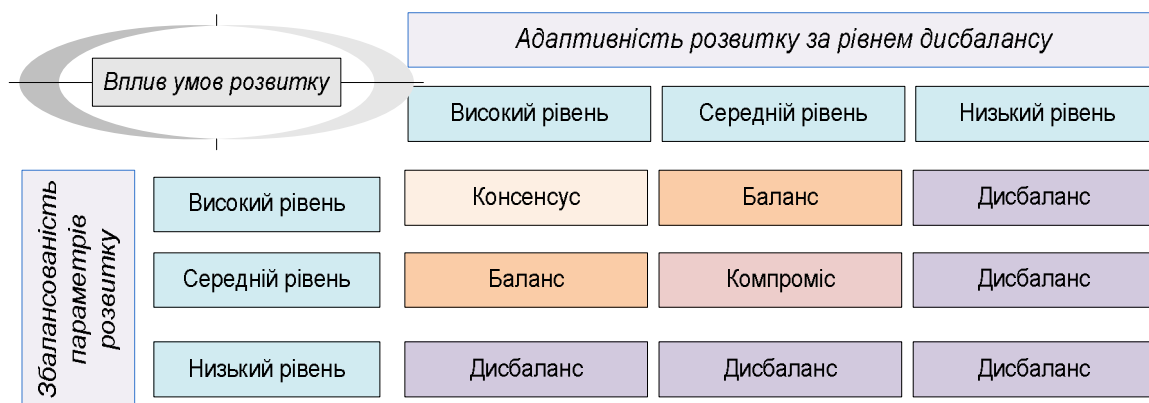 Адаптивність розвитку за рівнем дисбалансу
Вплив умов розвитку
Високий рівень Середній рівень Низький рівень
Збалансованість
параметрів
розвитку
Високий рівень Консенсус Баланс Дисбаланс
Середній рівень Баланс Компроміс Дисбаланс
Низький рівень Дисбаланс Дисбаланс Дисбаланс